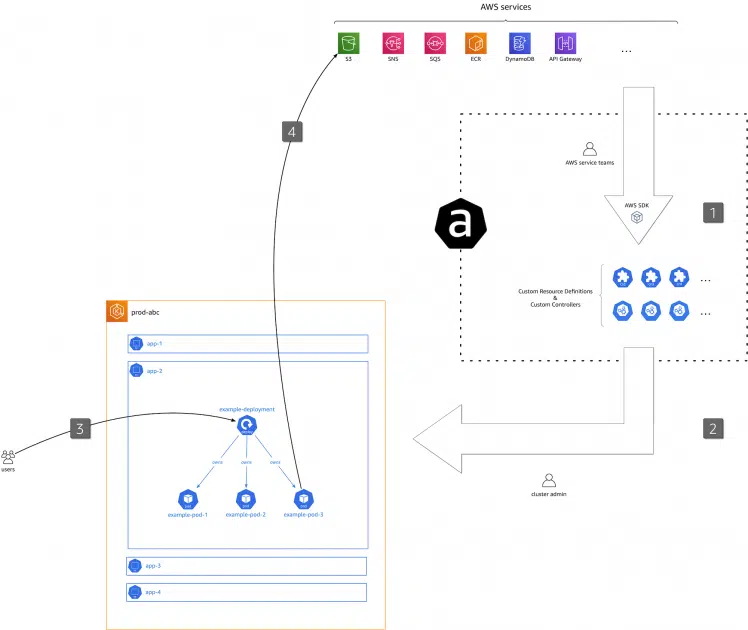 AWS services
S3
SNS
SQS
ECR
DynamoDB
API Gateway
...
4
AWS service teams
AWS SDK
1
a
Custom Resource Definitions
&
Custom Controllers
...
...
prod-abc
app-1
app-2
example-deployment
3
2
users
owns
owns
owns
cluster admin
example-pod-1
example-pod-2
example-pod-3
app-3
app-4